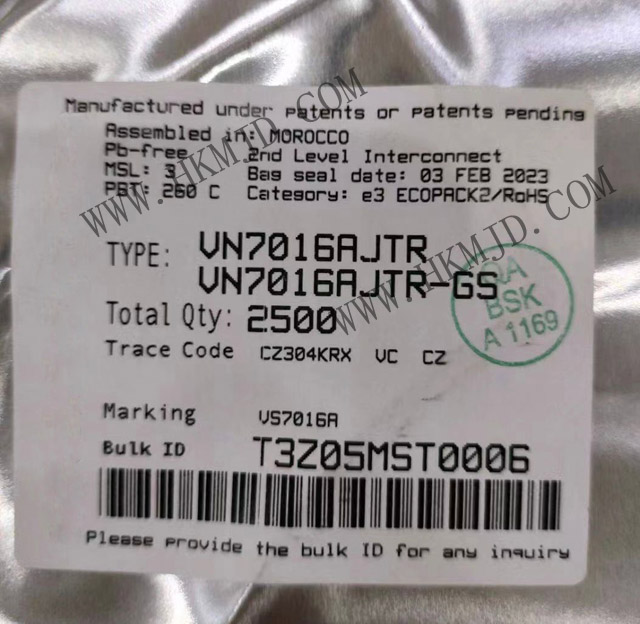 Manufactured under patents or patents pending
Assembled in: MOROCCO
Pb-free 2nd Level Interconnect
MSL: 3 Bag seal date: 03 FEB 2023
PBT: 260 C Category: e3 ECOPACK2/RoHS
TYPE: VN7016AJTR
VN7016AJTR-GS
Total Qty: 2500
QA
BSK
A 1169
Trace Code CZ304KRX VC CZ
Marking VS7016A
Bulk ID T3Z05MST0006
Please provide the bulk ID for any inquiry
WWW.HKMJD.COM
WWW.HKMJD.COM